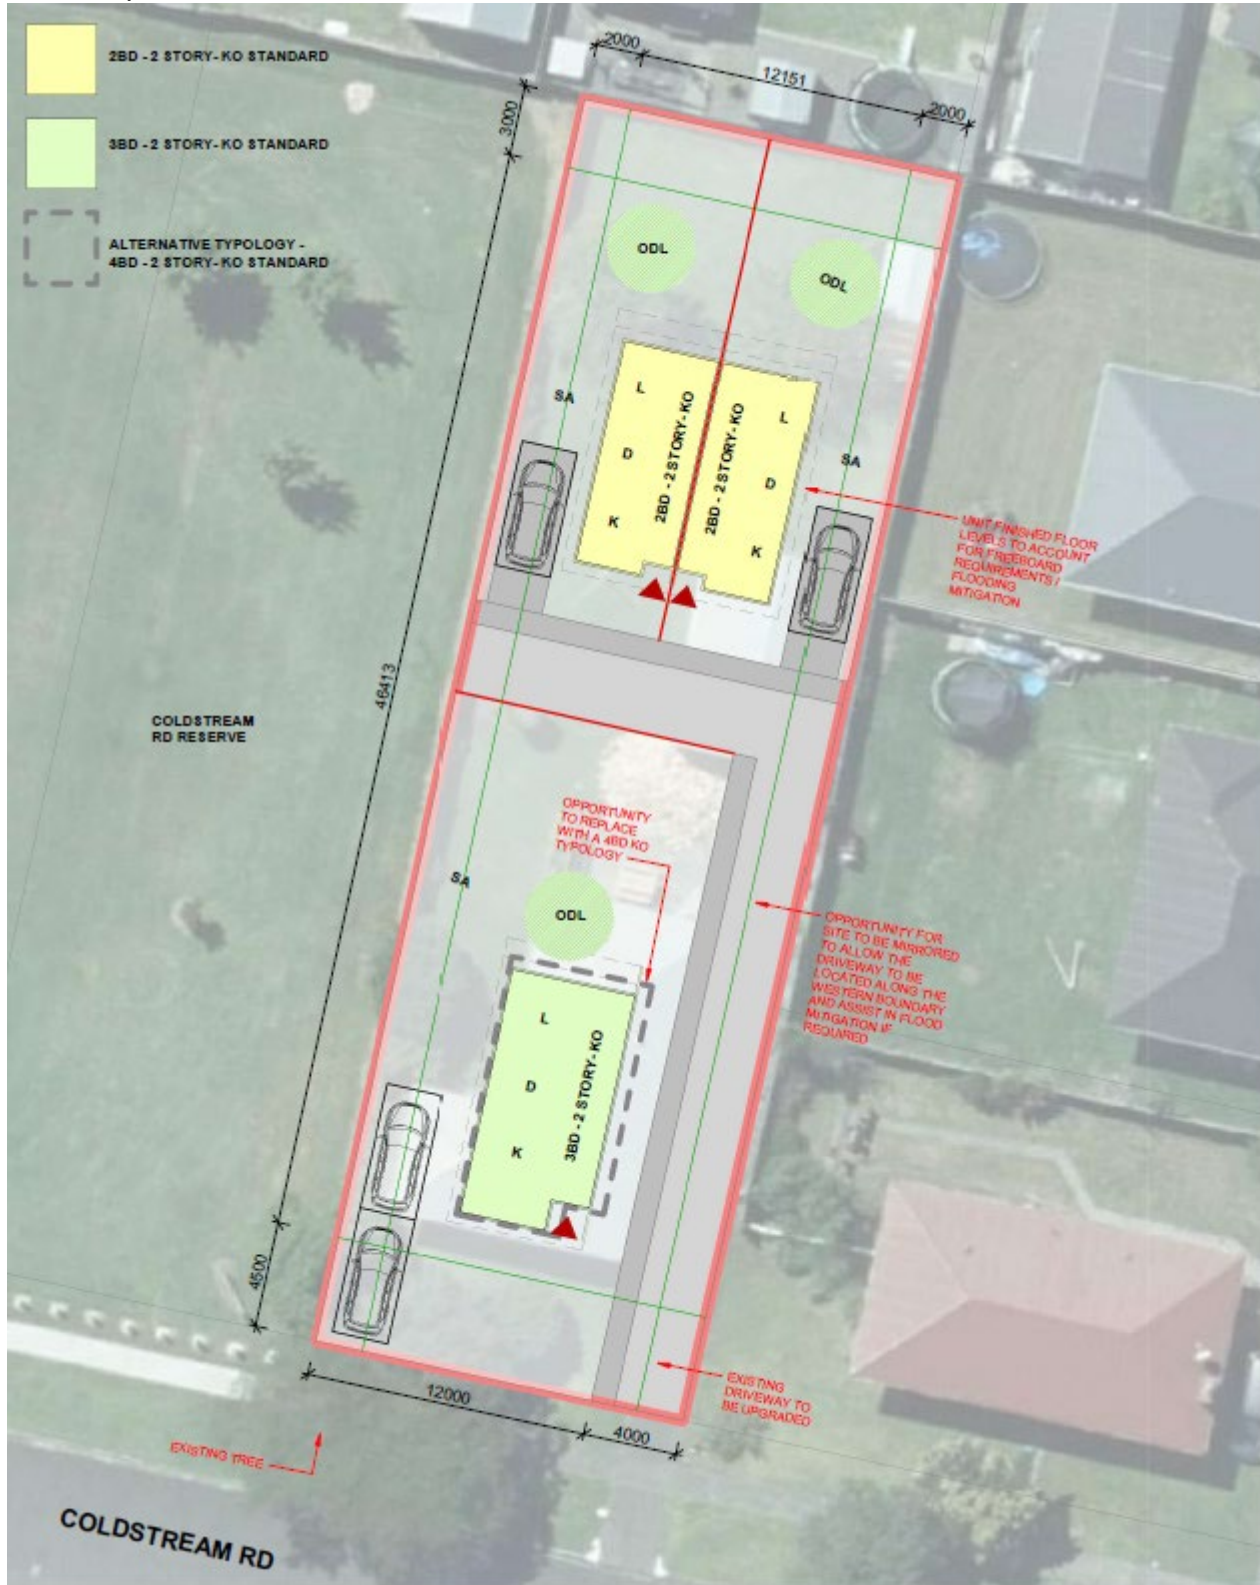 2BD - 2 STORY- KO STANDARD
3BD - 2 STORY- KO STANDARD
ALTERNATIVE TYPOLOGY -
4BD - 2 STORY- KO STANDARD
2000
12151
2000
3000
ODL
ODL
L
D
K
2BD - 2 STORY- KO
2BD - 2 STORY- KO
L
D
K
SA
SA
UNIT FINISHED FLOOR
LEVELS TO ACCOUNT
FOR FREEBOARD
REQUIREMENTS /
FLOODING
MITIGATION
46413
COLDSTREAM
RD RESERVE
OPPORTUNITY
TO REPLACE
WITH A 4BD KO
TYPOLOGY
SA
ODL
OPPORTUNITY FOR
SITE TO BE MIRRORED
TO ALLOW THE
DRIVEWAY TO BE
LOCATED ALONG THE
WESTERN BOUNDARY
AND ASSIST IN FLOOD
MITIGATION IF
REQUIRED
L
D
K
3BD - 2 STORY- KO
4500
12000
4000
EXISTING
DRIVEWAY TO
BE UPGRADED
EXISTING TREE
COLDSTREAM RD